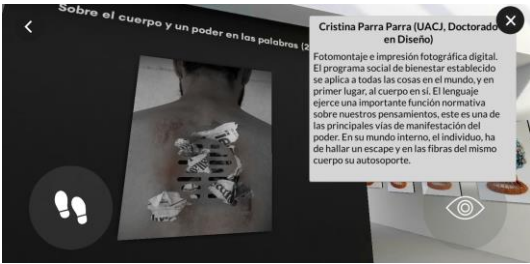 Sobre el cuerpo y un poder en las palabras (2
Cristina Parra Parra (UACJ, Doctorado
en Diseño)
Fotomontaje e impresión fotográfica digital.
El programa social de bienestar establecido
se aplica a todas las cosas en el mundo, y en
primer lugar, al cuerpo en sí. El lenguaje
ejerce una importante función normativa
sobre nuestros pensamientos, este es una de
las principales vías de manifestación del
poder. En su mundo interno, el individuo, ha
de hallar un escape y en las fibras del mismo
cuerpo su autosoporte.